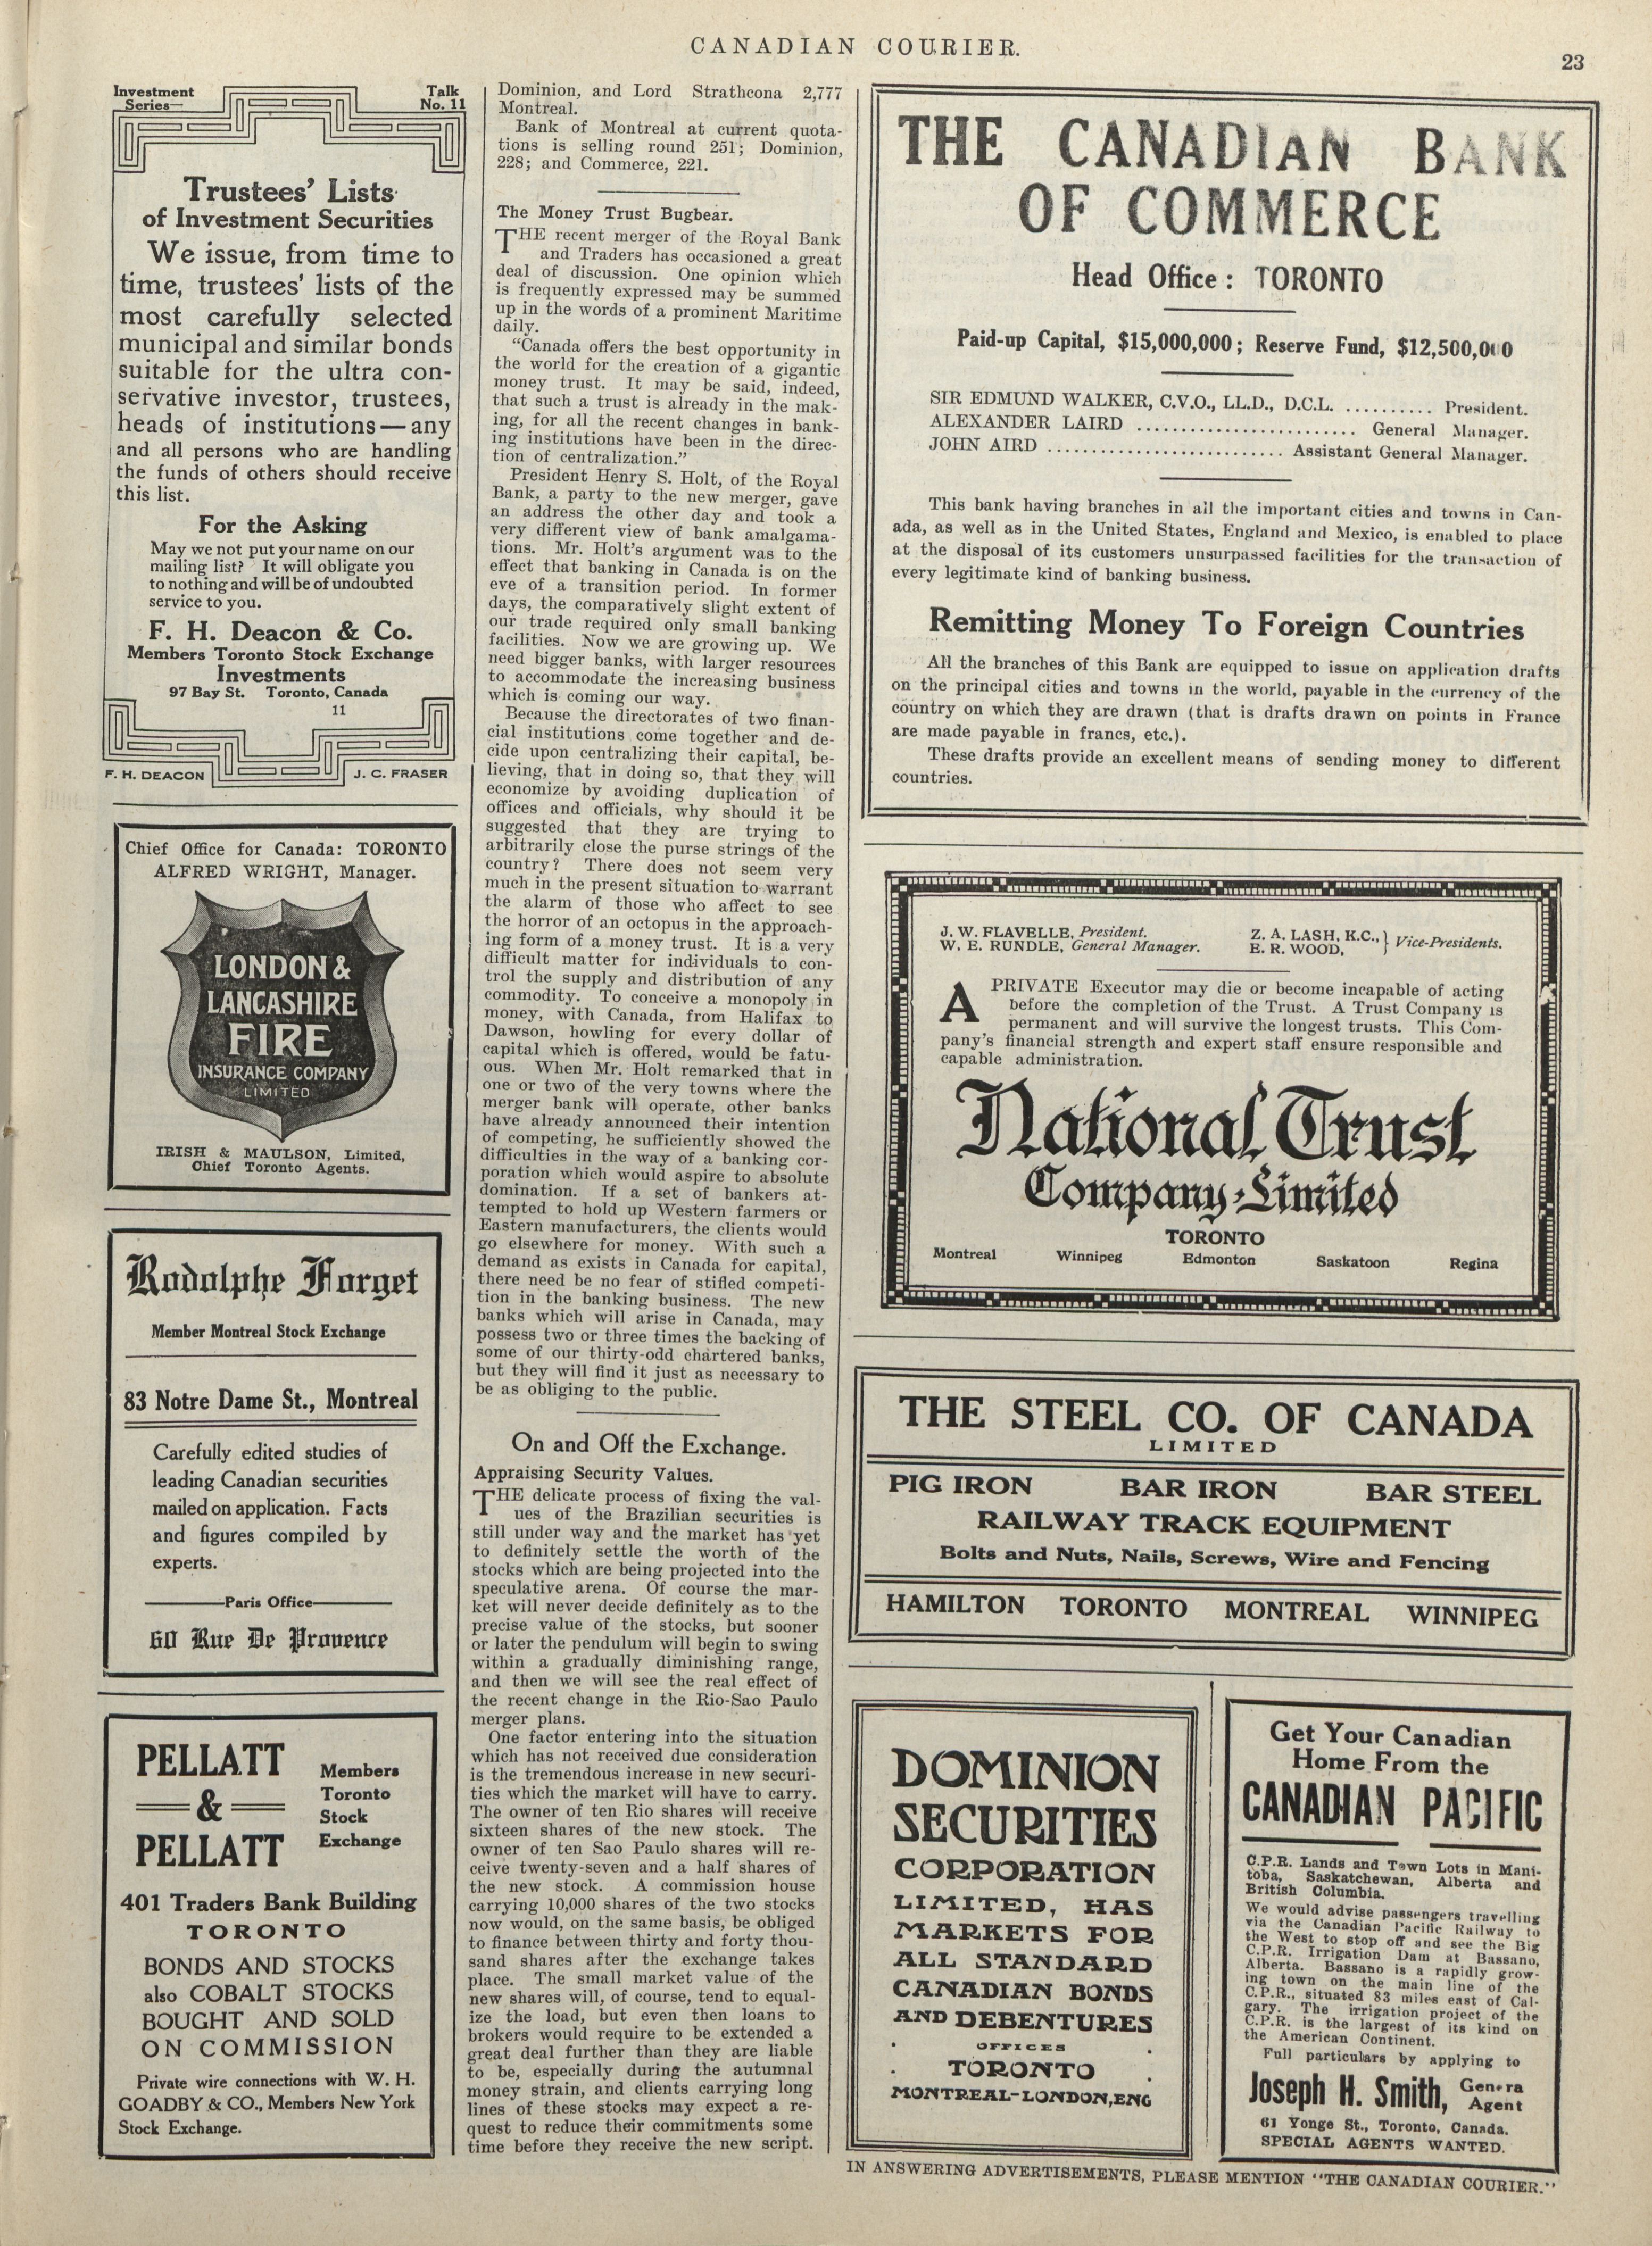 CANADIAN COURIER.
23
Investment
Series—
Talk
No. 11
Trustees' Lists
of Investment Securities
We issue, from time to
time, trustees' lists of the
most carefully selected
municipal and similar bonds
suitable for the ultra con-
servative investor, trustees,
heads of institutions—any
and all persons who are handling
the funds of others should receive
this list.
For the Asking
May we not put your name on our
mailing list? It will obligate you
to nothing and will be of undoubted
service to you.
F. H. Deacon & Co.
Members Toronto Stock Exchange
Investments
97 Bay St. Toronto, Canada
11
F. H. DEACON
J. C. FRASER
Chief Office for Canada: TORONTO
ALFRED WRIGHT, Manager.
LONDON &
LANCASHIRE
FIRE
INSURANCE COMPANY
LIMITED
IRISH & MAULSON, Limited,
Chief Toronto Agents.
Rodolphe Forget
Member Montreal Stock Exchange
83 Notre Dame St., Montreal
Carefully edited studies of
leading Canadian securities
mailed on application. Facts
and figures compiled by
experts.
Paris Office
60 Rue De Provence
PELLATT
&
PELLATT
Members
Toronto
Stock
Exchange
401 Traders Bank Building
TORONTO
BONDS AND STOCKS
also COBALT STOCKS
BOUGHT AND SOLD
ON COMMISSION
Private wire connections with W. H.
GOADBY & CO., Members New York
Stock Exchange.
Dominion, and Lord Strathcona 2,777
Montreal.
Bank of Montreal at current quota-
tions is selling round 251; Dominion,
228; and Commerce, 221.
The Money Trust Bugbear.
THE recent merger of the Royal Bank
and Traders has occasioned a great
deal of discussion. One opinion which
is frequently expressed may be summed
up in the words of a prominent Maritime
daily.
"Canada offers the best opportunity in
the world for the creation of a gigantic
money trust. It may be said, indeed,
that such a trust is already in the mak-
ing, for all the recent changes in bank-
ing institutions have been in the direc-
tion of centralization."
President Henry S. Holt, of the Royal
Bank, a party to the new merger, gave
an address the other day and took a
very different view of bank amalgama-
tions. Mr. Holt's argument was to the
effect that banking in Canada is on the
eve of a transition period. In former
days, the comparatively slight extent of
our trade required only small banking
facilities. Now we are growing up. We
need bigger banks, with larger resources
to accommodate the increasing business
which is coming our way.
Because the directorates of two finan-
cial institutions come together and de-
cide upon centralizing their capital, be-
lieving, that in doing so, that they will
economize by avoiding duplication of
offices and officials, why should it be
suggested that they are trying to
arbitrarily close the purse strings of the
country? There does not seem very
much in the present situation to warrant
the alarm of those who affect to see
the horror of an octopus in the approach-
ing form of a money trust. It is a very
difficult matter for individuals to con-
trol the supply and distribution of any
commodity. To conceive a monopoly in
money, with Canada, from Halifax to
Dawson, howling for every dollar of
capital which is offered, would be fatu-
ous. When Mr. Holt remarked that in
one or two of the very towns where the
merger bank will operate, other banks
have already announced their intention
of competing, he sufficiently showed the
difficulties in the way of a banking cor-
poration which would aspire to absolute
domination. If a set of bankers at-
tempted to hold up Western farmers or
Eastern manufacturers, the clients would
go elsewhere for money. With such a
demand as exists in Canada for capital,
there need be no fear of stifled competi-
tion in the banking business. The new
banks which will arise in Canada, may
possess two or three times the backing of
some of our thirty-odd chartered banks,
but they will find it just as necessary to
be as obliging to the public.
On and Off the Exchange.
Appraising Security Values.
THE delicate process of fixing the val-
ues of the Brazilian securities is
still under way and the market has yet
to definitely settle the worth of the
stocks which are being projected into the
speculative arena. Of course the mar-
ket will never decide definitely as to the
precise value of the stocks, but sooner
or later the pendulum will begin to swing
within a gradually diminishing range,
and then we will see the real effect of
the recent change in the Rio-Sao Paulo
merger plans.
One factor entering into the situation
which has not received due consideration
is the tremendous increase in new securi-
ties which the market will have to carry.
The owner of ten Rio shares will receive
sixteen shares of the new stock. The
owner of ten Sao Paulo shares will re-
ceive twenty-seven and a half shares of
the new stock. A commission house
carrying 10,000 shares of the two stocks
now would, on the same basis, be obliged
to finance between thirty and forty thou-
sand shares after the exchange takes
place. The small market value of the
new shares will, of course, tend to equal-
ize the load, but even then loans to
brokers would require to be extended a
great deal further than they are liable
to be, especially during the autumnal
money strain, and clients carrying long
lines of these stocks may expect a re-
quest to reduce their commitments some
time before they receive the new script.
THE CANADIAN BANK
OF COMMERCE
Head Office: TORONTO
Paid-up Capital, $15,000,000; Reserve Fund, $12,500,000
SIR EDMUND WALKER, C.V.O., LL.D., D.C.L. .......... President.
ALEXANDER LAIRD ......................... General Manager.
JOHN AIRD ........................... Assistant General Manager.
This bank having branches in all the important cities and towns in Can-
ada, as well as in the United States, England and Mexico, is enabled to place
at the disposal of its customers unsurpassed facilities for the transaction of
every legitimate kind of banking business.
Remitting Money To Foreign Countries
All the branches of this Bank are equipped to issue on application drafts
on the principal cities and towns in the world, payable in the currency of the
country on which they are drawn (that is drafts drawn on points in France
are made payable in francs, etc.).
These drafts provide an excellent means of sending money to different
countries.
J. W. FLAVELLE, President.
W. E. RUNDLE, General Manager.
Z. A. LASH, K.C.,
E. R. WOOD,
} Vice-Presidents.
A PRIVATE Executor may die or become incapable of acting
before the completion of the Trust. A Trust Company is
permanent and will survive the longest trusts. This Com-
pany's financial strength and expert staff ensure responsible and
capable administration.
National Trust
Company Limited
TORONTO
Montreal Winnipeg Edmonton Saskatoon Regina
THE STEEL CO. OF CANADA
LIMITED
PIG IRON BAR IRON BAR STEEL
RAILWAY TRACK EQUIPMENT
Bolts and Nuts, Nails, Screws, Wire and Fencing
HAMILTON TORONTO MONTREAL WINNIPEG
DOMINION
SECURITIES
CORPORATION
LIMITED, HAS
MARKETS FOR
ALL STANDARD
CANADIAN BONDS
AND DEBENTURES
OFFICES
TORONTO
MONTREAL-LONDON,ENG
Get Your Canadian
Home From the
CANADIAN PACIFIC
C.P.R. Lands and Town Lots in Mani-
toba, Saskatchewan, Alberta and
British Columbia.
We would advise passengers travelling
via the Canadian Pacific Railway to
the West to stop off and see the Big
C.P.R. Irrigation Dam at Bassano,
Alberta. Bassano is a rapidly grow-
ing town on the main line of the
C.P.R., situated 83 miles east of Cal-
gary. The irrigation project of the
C.P.R. is the largest of its kind on
the American Continent.
Full particulars by applying to
Joseph H. Smith, Genera
Agent
61 Yonge St., Toronto, Canada.
SPECIAL AGENTS WANTED.
IN ANSWERING ADVERTISEMENTS, PLEASE MENTION "THE CANADIAN COURIER."